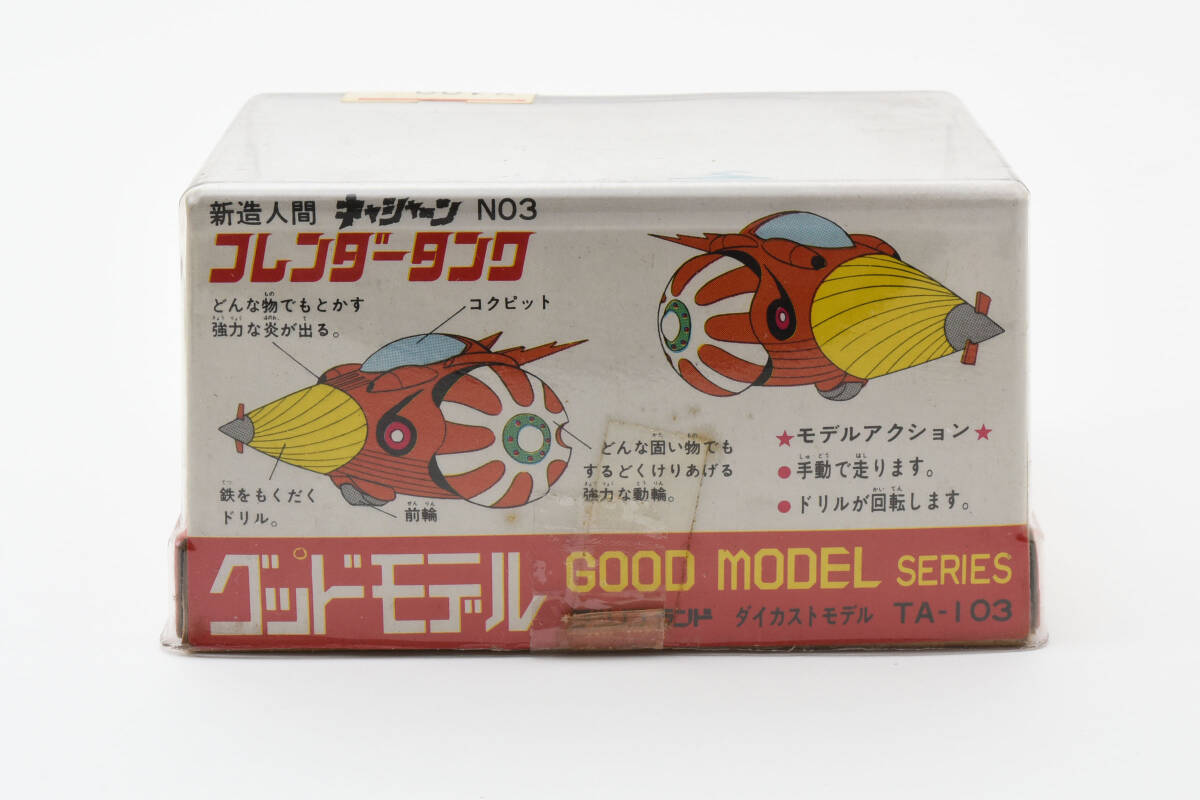 新造人間 キャシャーン NO3
コレンダータンク
どんな物でもとかす
強力な炎が出る。
コクピット
鉄をもくだく
ドリル。
前輪
どんな固い物でも
するどくけりあげる
強力な動輪。
★モデルアクション★
●手動で走ります。
●ドリルが回転します。
グッドモデル GOOD MODEL SERIES
ランド ダイカストモデル TA-103